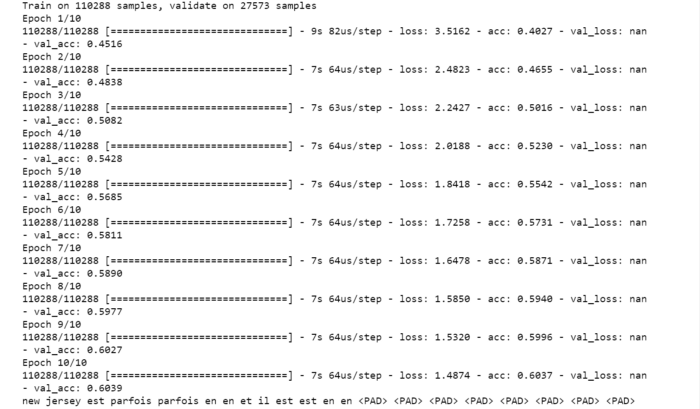 Train on 110288 samples, validate on 27573 samples
Epoch 1/10
110288/110288 [==============================] - 9s 82us/step - loss: 3.5162 - acc: 0.4027 - val_loss: nan
- val_acc: 0.4516
Epoch 2/10
110288/110288 [==============================] - 7s 64us/step - loss: 2.4823 - acc: 0.4655 - val_loss: nan
- val_acc: 0.4838
Epoch 3/10
110288/110288 [==============================] - 7s 63us/step - loss: 2.2427 - acc: 0.5016 - val_loss: nan
- val_acc: 0.5082
Epoch 4/10
110288/110288 [==============================] - 7s 64us/step - loss: 2.0188 - acc: 0.5230 - val_loss: nan
- val_acc: 0.5428
Epoch 5/10
110288/110288 [==============================] - 7s 64us/step - loss: 1.8418 - acc: 0.5542 - val_loss: nan
- val_acc: 0.5685
Epoch 6/10
110288/110288 [==============================] - 7s 64us/step - loss: 1.7258 - acc: 0.5731 - val_loss: nan
- val_acc: 0.5811
Epoch 7/10
110288/110288 [==============================] - 7s 64us/step - loss: 1.6478 - acc: 0.5871 - val_loss: nan
- val_acc: 0.5890
Epoch 8/10
110288/110288 [==============================] - 7s 64us/step - loss: 1.5850 - acc: 0.5940 - val_loss: nan
- val_acc: 0.5977
Epoch 9/10
110288/110288 [==============================] - 7s 64us/step - loss: 1.5320 - acc: 0.5996 - val_loss: nan
- val_acc: 0.6027
Epoch 10/10
110288/110288 [==============================] - 7s 64us/step - loss: 1.4874 - acc: 0.6037 - val_loss: nan
- val_acc: 0.6039
new jersey est parfois parfois en en et il est est en en <PAD> <PAD> <PAD> <PAD> <PAD> <PAD> <PAD> <PAD>